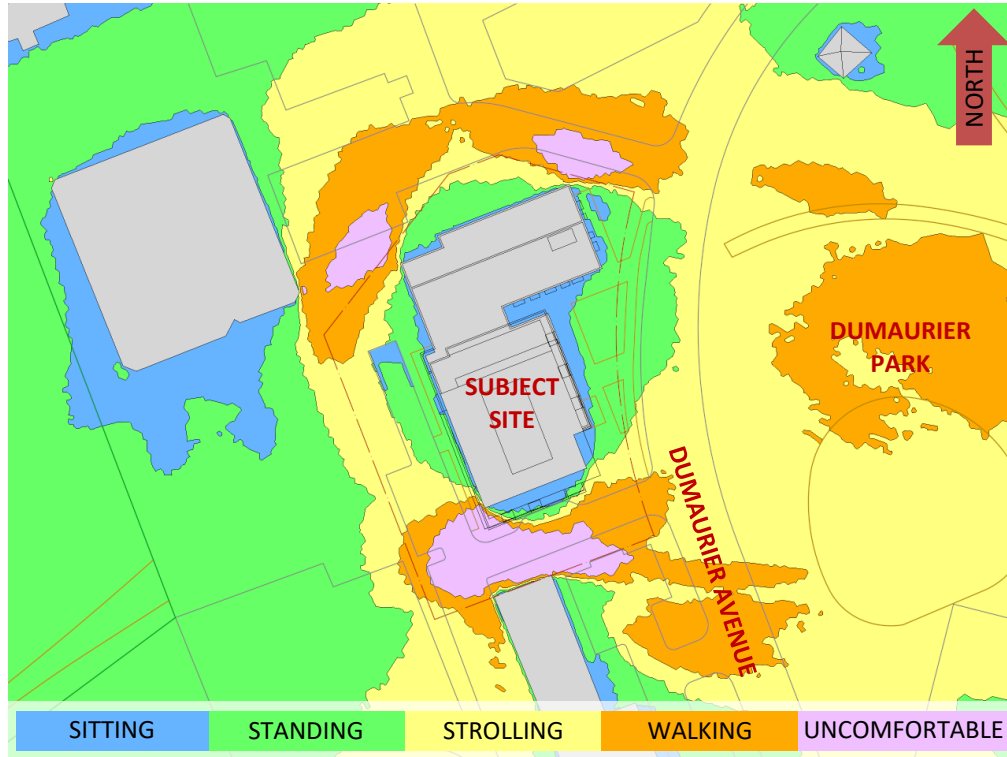 NORTH
DUMAURIER
PARK
SUBJECT
SITE
DUMAURIER AVENUE
SITTING
STANDING
STROLLING
WALKING
UNCOMFORTABLE